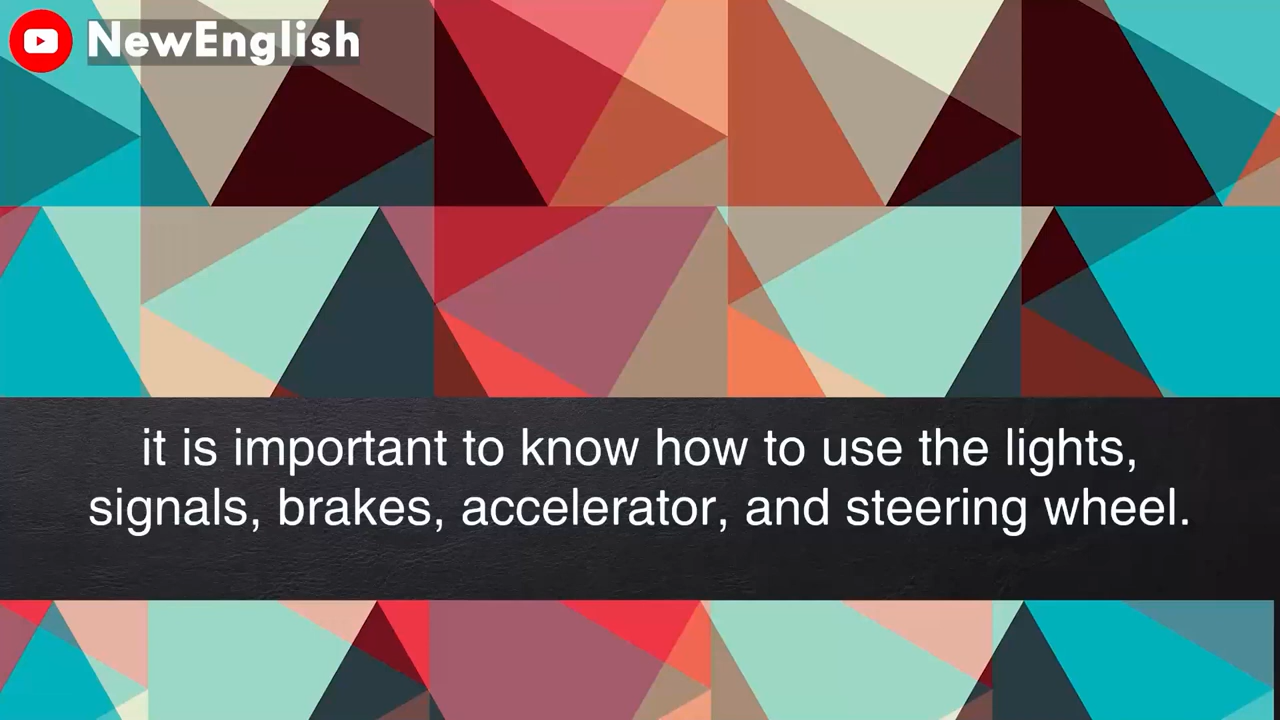 NewEnglish
it is important to know how to use the lights,
signals, brakes, accelerator, and steering wheel.